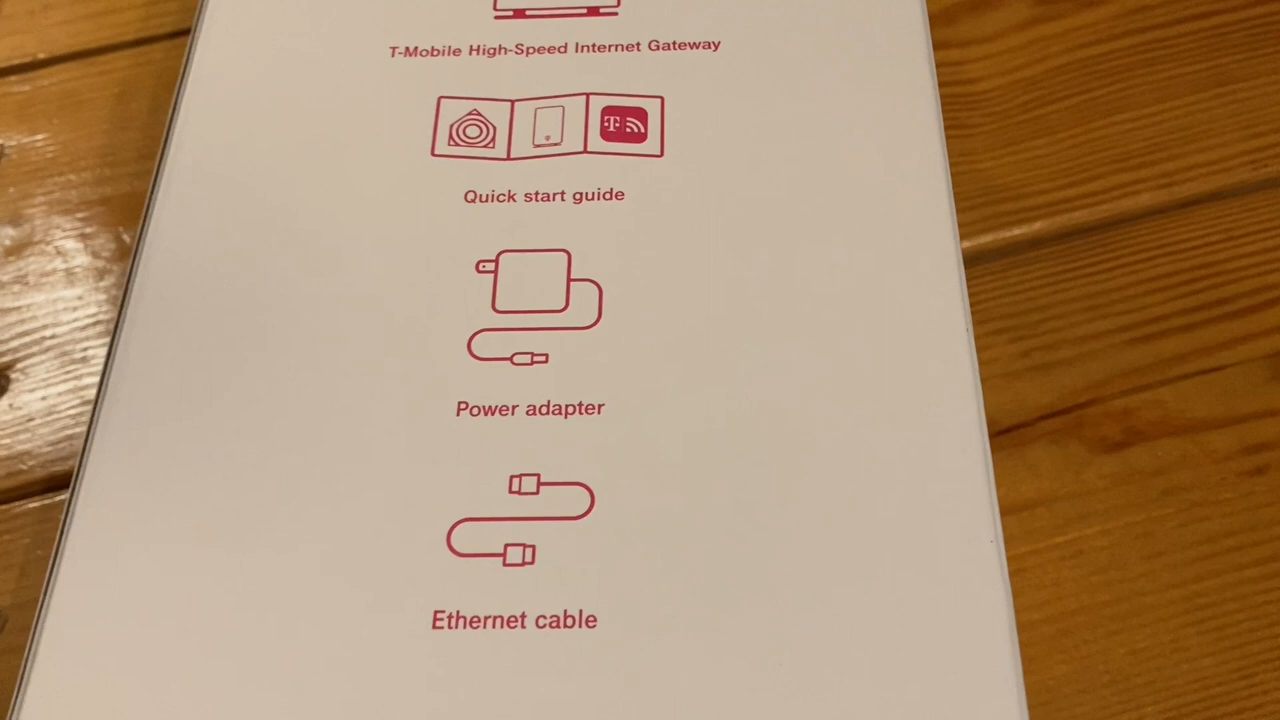 T-Mobile High-Speed Internet Gateway
T
Quick start guide
Power adapter
Ethernet cable